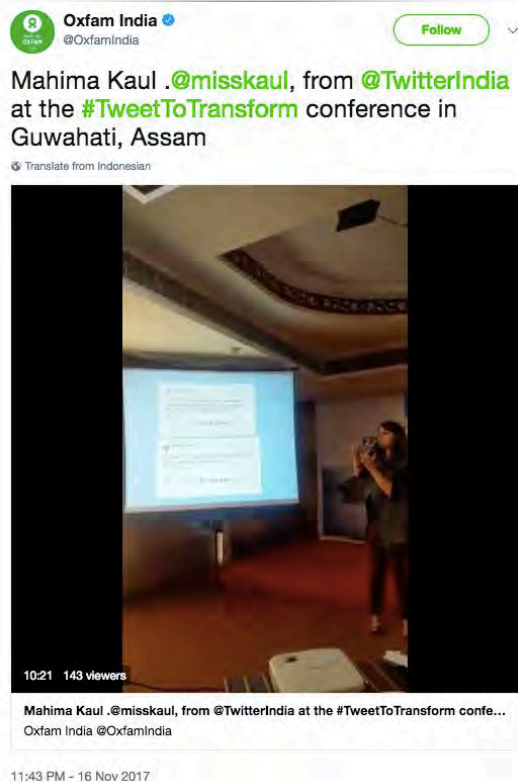 Oxfam India
@OxfamIndia
Follow
Mahima Kaul .@misskaul, from @TwitterIndia
at the #TweetToTransform conference in
Guwahati, Assam
Translate from Indonesian
10:21 143 viewers
Mahima Kaul .@misskaul, from @TwitterIndia at the #TweetToTransform confe...
Oxfam India @OxfamIndia
11:43 PM - 16 Nov 2017